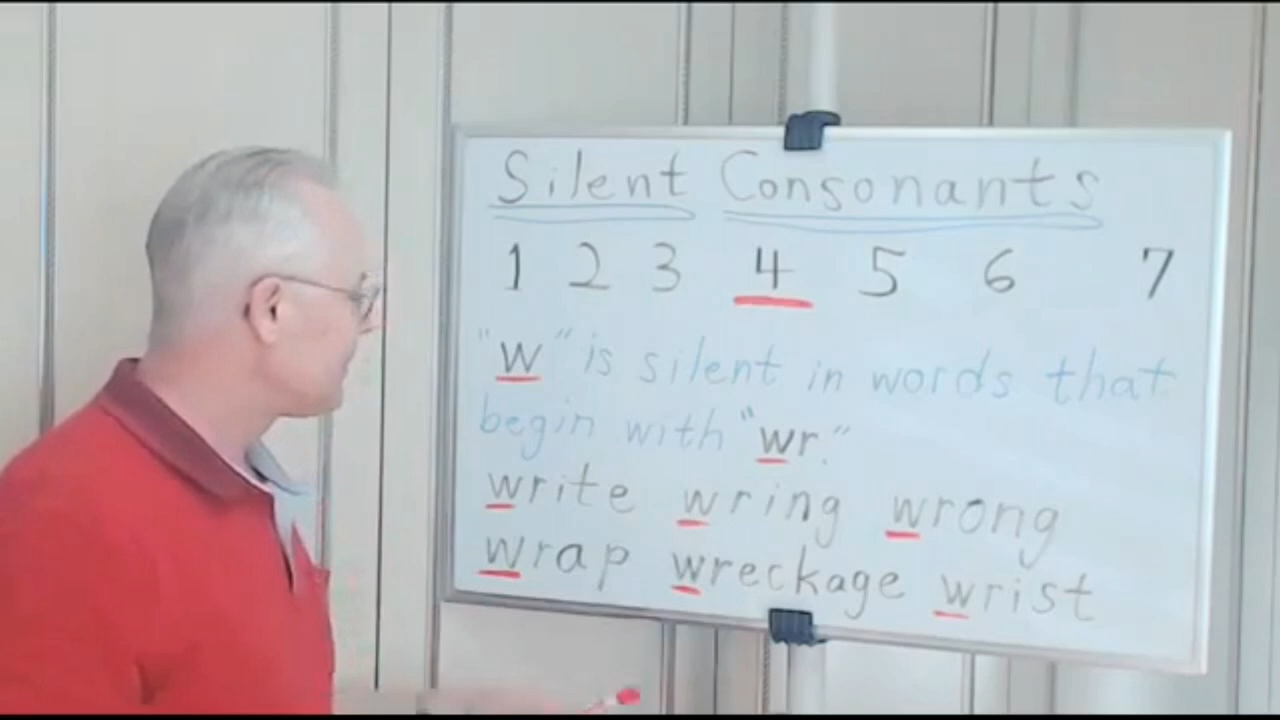 Silent Consonants
1 2 3 4 5 6 7
"w" is silent in words that
begin with "wr."
write wring wrong
wrap wreckage wrist